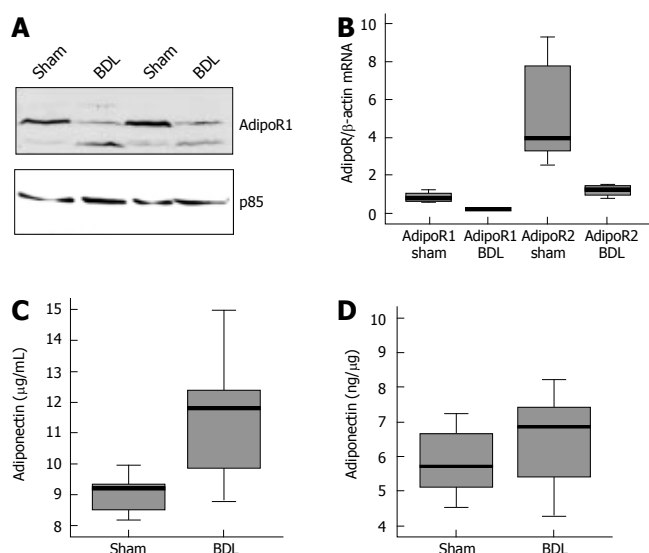 A
Sham BDL Sham BDL
AdipoR1
p85
B
AdipoR/β-actin mRNA
10
8
6
4
2
0
AdipoR1 AdipoR1 AdipoR2 AdipoR2
sham BDL sham BDL
C
Adiponectin (μg/mL)
15
14
13
12
11
10
9
8
Sham BDL
D
Adiponectin (ng/μg)
10
9
8
7
6
5
4
Sham BDL